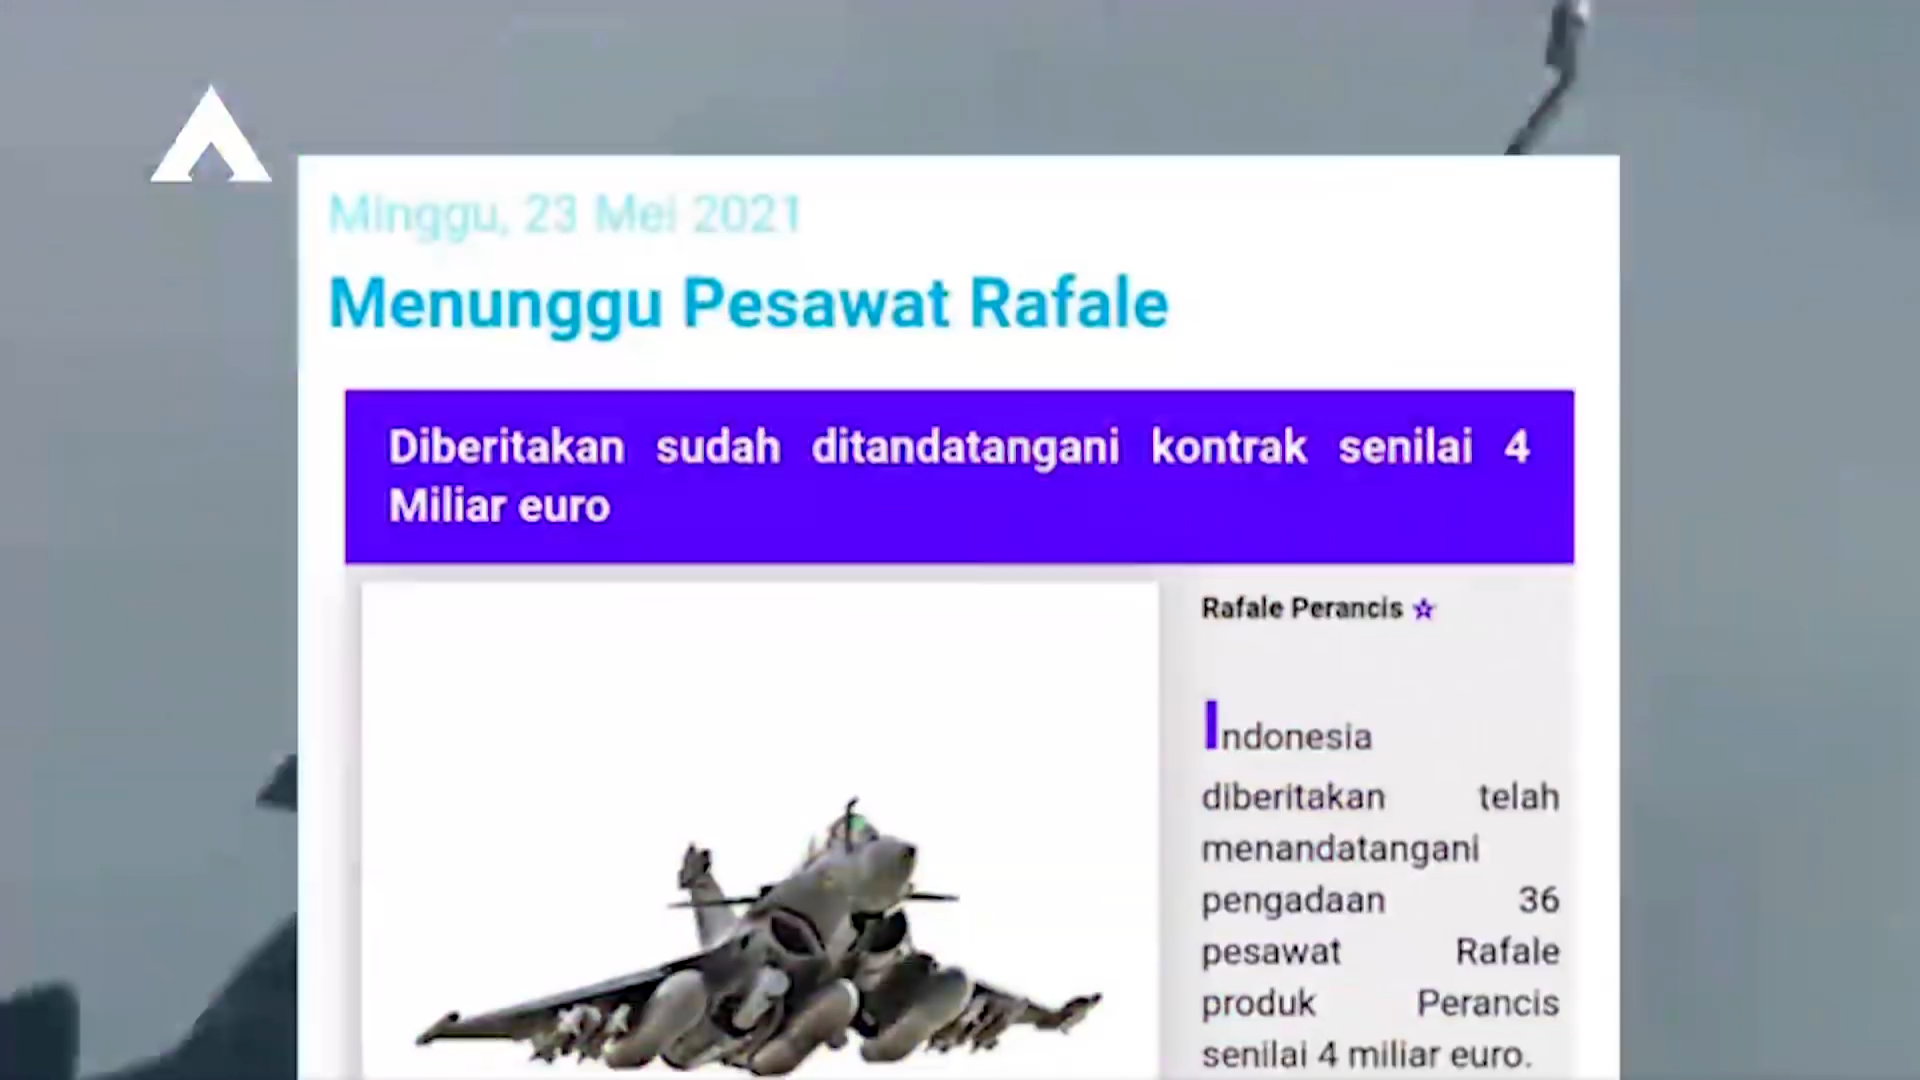 Minggu, 23 Mei 2021
Menunggu Pesawat Rafale
Diberitakan sudah ditandatangani kontrak senilai 4
Miliar euro
Rafale Perancis ☆
Indonesia
diberitakan telah
menandatangani
pengadaan 36
pesawat Rafale
produk Perancis
senilai 4 miliar euro.